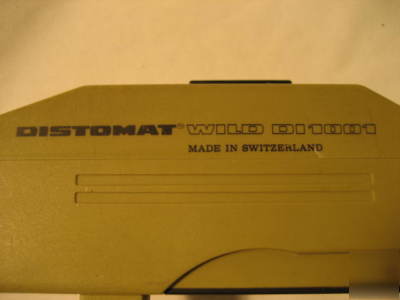 DISTOMAT® WILD DI1001
MADE IN SWITZERLAND